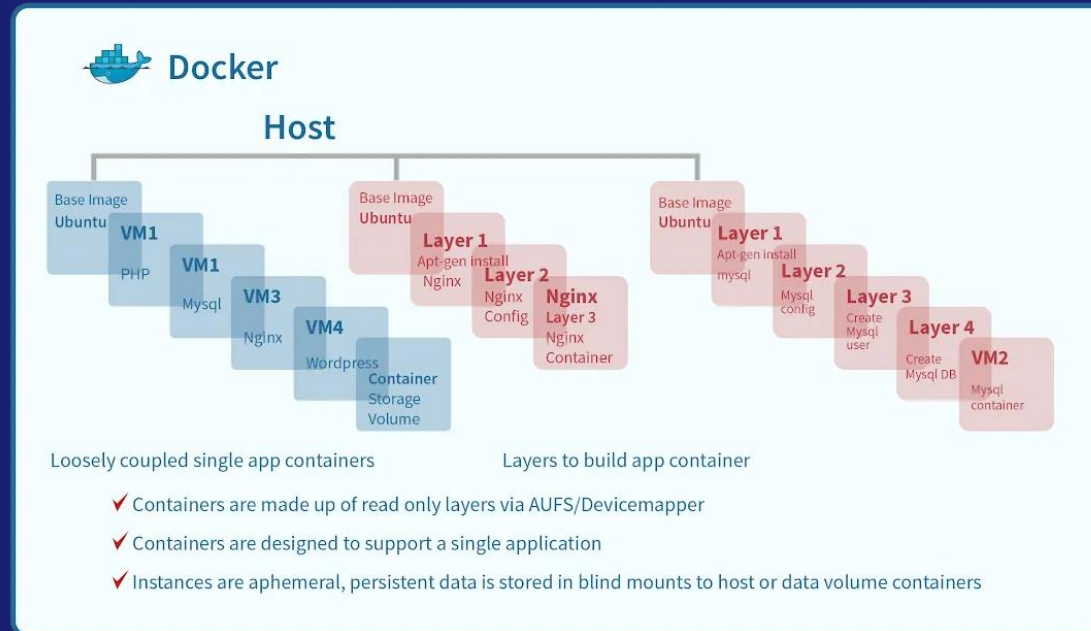 Docker
Host
Base Image
Ubuntu
VM1
PHP
VM1
Mysql
VM3
Nginx
VM4
Wordpress
Container
Storage
Volume
Base Image
Ubuntu
Layer 1
Apt-gen install
Nginx
Layer 2
Nginx
Config
Nginx
Layer 3
Nginx
Container
Base Image
Ubuntu
Layer 1
Apt-gen install
mysql
Layer 2
Mysql
config
Layer 3
Create
Mysql
user
Layer 4
Create
Mysql DB
VM2
Mysql
container
Loosely coupled single app containers
Layers to build app container
Containers are made up of read only layers via AUFS/Devicemapper
Containers are designed to support a single application
Instances are aphemeral, persistent data is stored in blind mounts to host or data volume containers